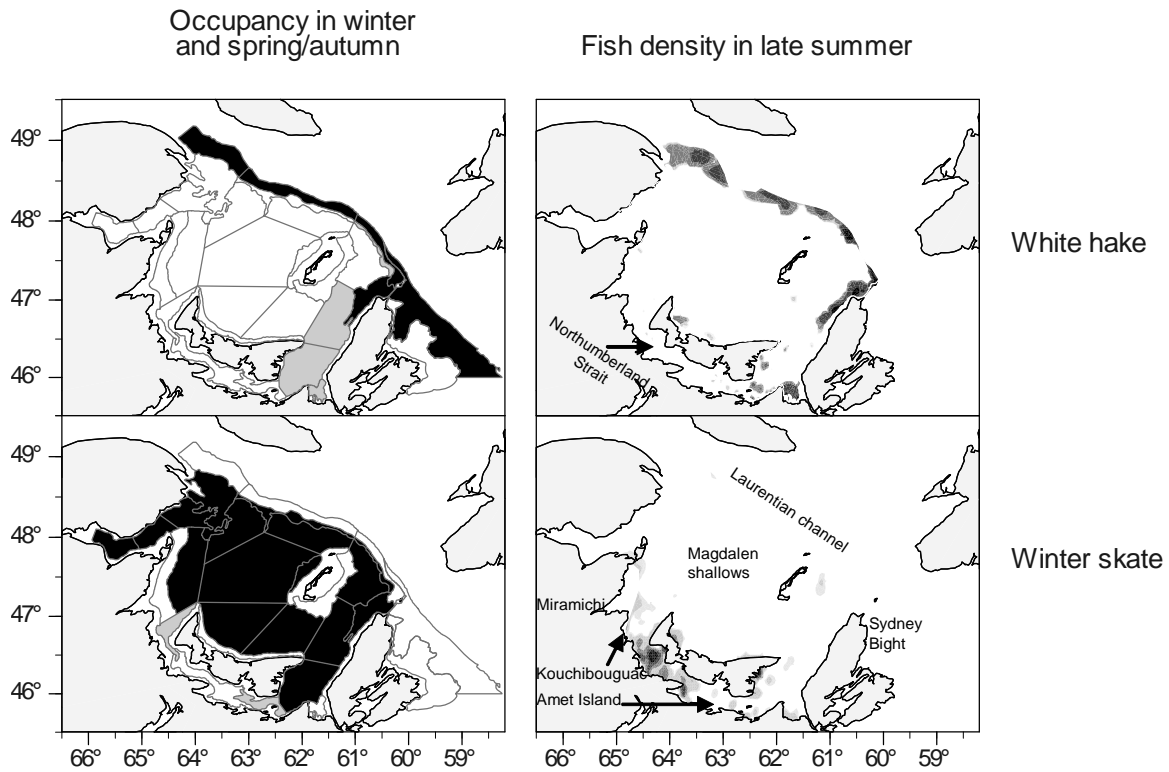 Occupancy in winter
and spring/autumn
Fish density in late summer
49°
48°
47°
46°
Northumberland
Strait
White hake
49°
48°
47°
46°
66° 65° 64° 63° 62° 61° 60° 59°
Laurentian channel
Magdalen
shallows
Miramichi
Sydney
Bight
Kouchibouguac
Amet Island
66° 65° 64° 63° 62° 61° 60° 59°
Winter skate